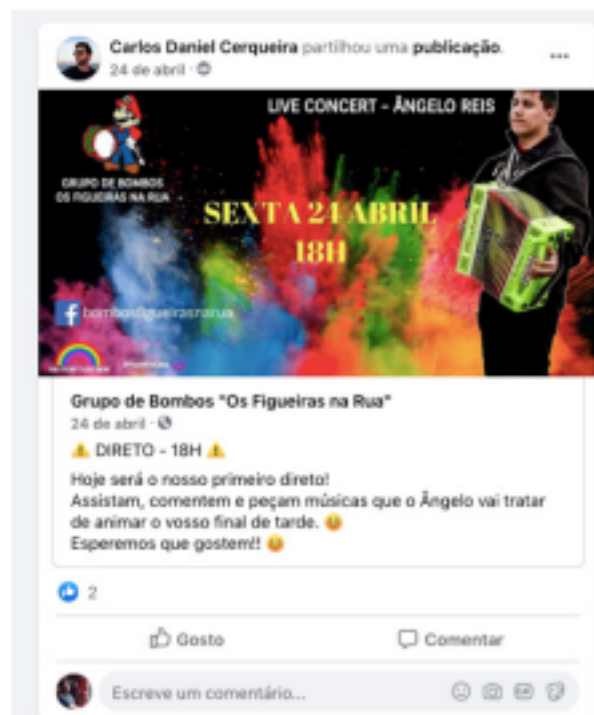 Carlos Daniel Cerqueira partilhou uma publicação.
24 de abril
LIVE CONCERT - ÂNGELO REIS
GRUPO DE BOMBOS
OS FIGUEIRAS NA RUA
SEXTA 24 ABRIL
18H
f bombosfigueirasnarua
Grupo de Bombos "Os Figueiras na Rua"
24 de abril
⚠️ DIRETO - 18H ⚠️
Hoje será o nosso primeiro direto!
Assistam, comentem e peçam músicas que o Ângelo vai tratar
de animar o vosso final de tarde.
Esperemos que gostem!!
2
Gosto
Comentar
Escreve um comentário...